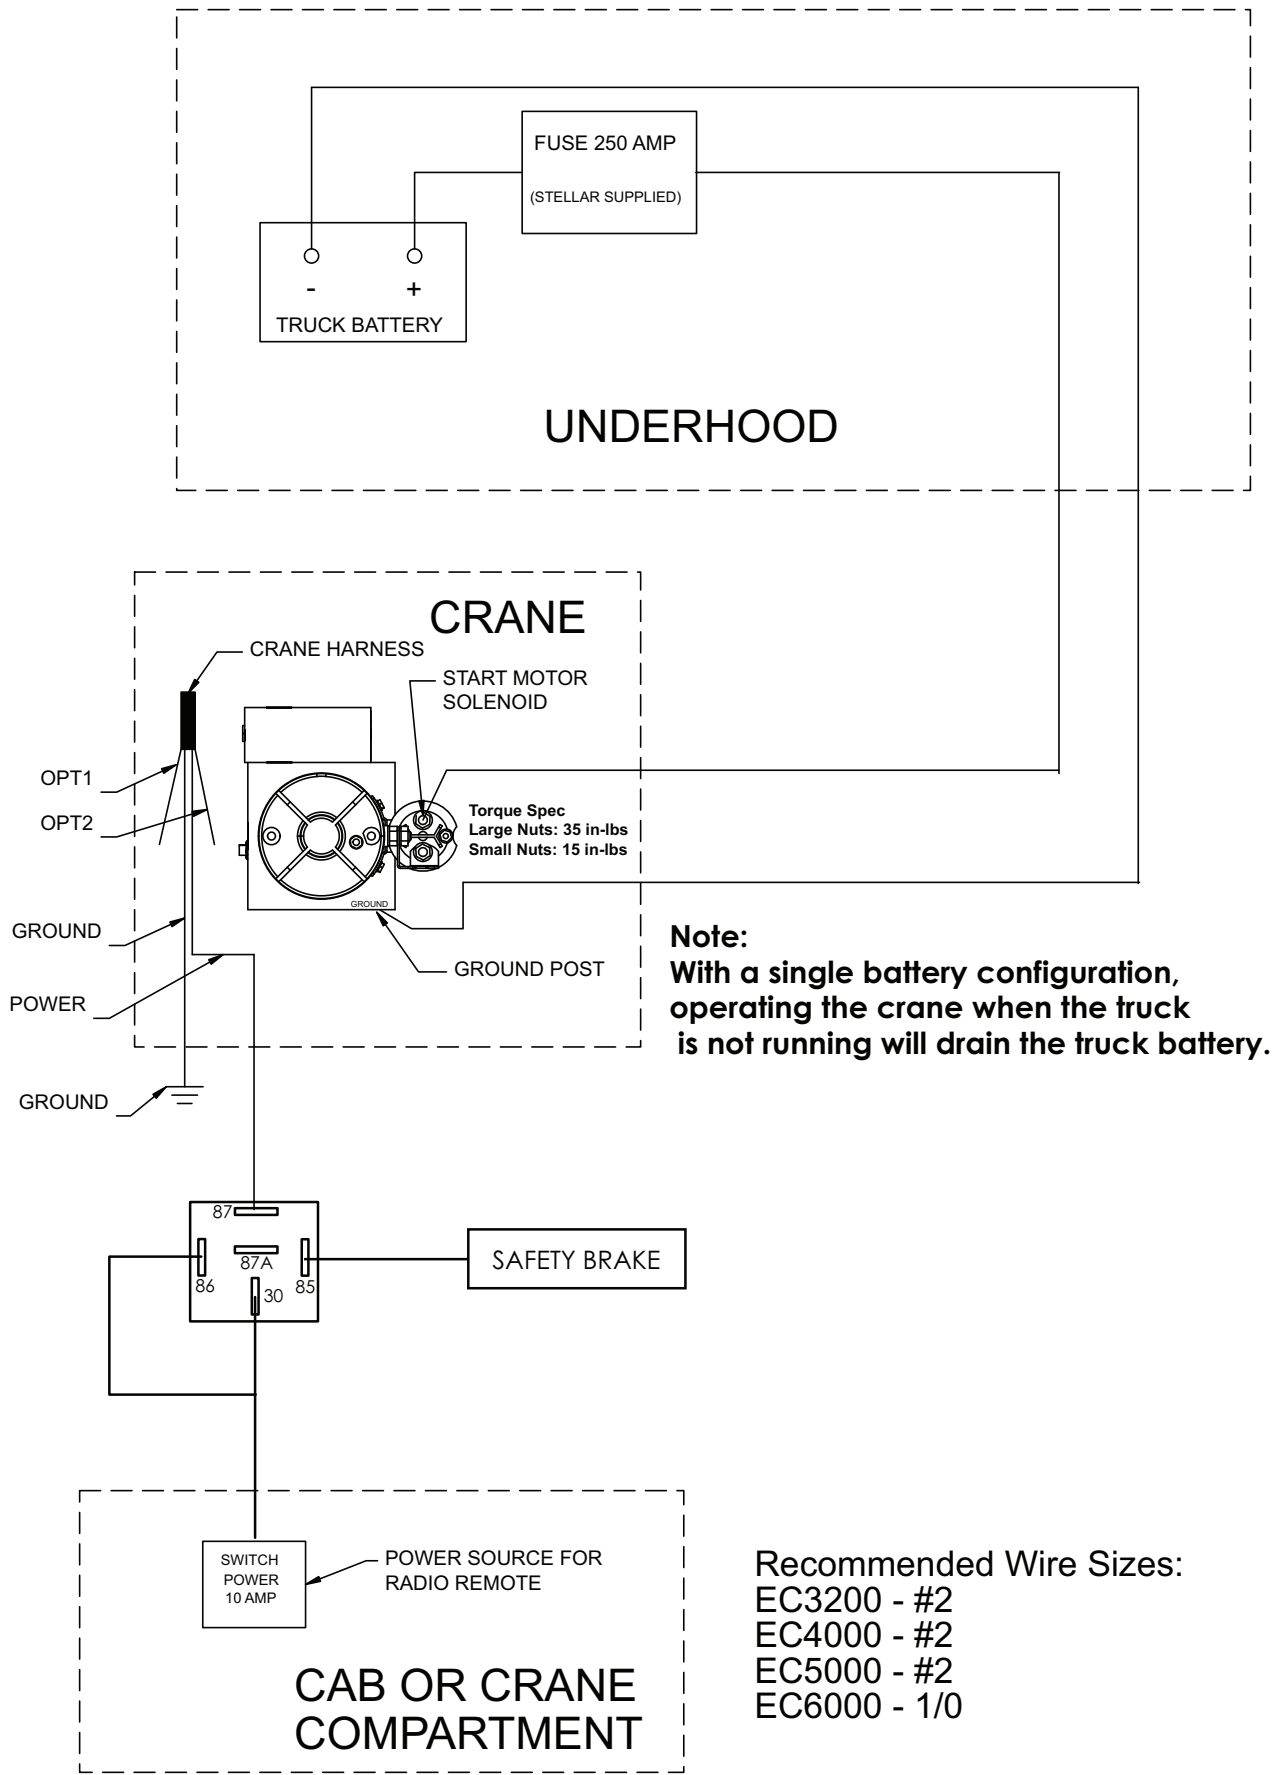 FUSE 250 AMP
(STELLAR SUPPLIED)
-
+
TRUCK BATTERY
UNDERHOOD
CRANE
CRANE HARNESS
START MOTOR
SOLENOID
OPT1
OPT2
Torque Spec
Large Nuts: 35 in-lbs
Small Nuts: 15 in-lbs
GROUND
GROUND
GROUND POST
POWER
Note:
With a single battery configuration,
operating the crane when the truck
is not running will drain the truck battery.
GROUND
87
87A
86
85
30
SAFETY BRAKE
SWITCH
POWER
10 AMP
POWER SOURCE FOR
RADIO REMOTE
CAB OR CRANE
COMPARTMENT
Recommended Wire Sizes:
EC3200 - #2
EC4000 - #2
EC5000 - #2
EC6000 - 1/0